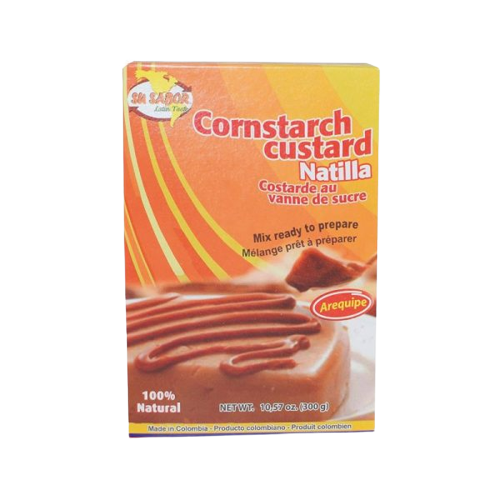 SU SABOR
Latin Taste
Cornstarch
custard
Natilla
Costarde au
vanne de sucre
Mix ready to prepare
Mélange prêt à préparer
Arequipe
100%
Natural
NET WT. 10,57 oz. (300 g)
Made in Colombia - Producto colombiano - Produit colombien